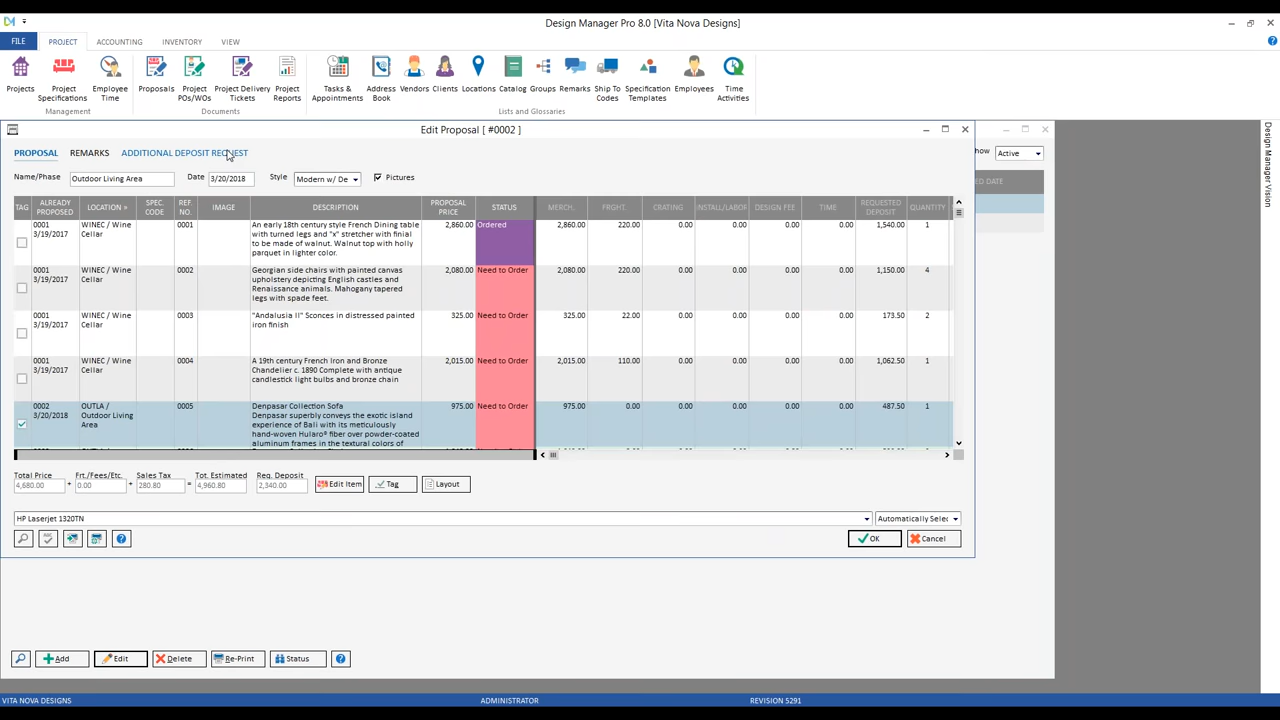 Design Manager Pro 8.0 [Vita Nova Designs]
FILE PROJECT ACCOUNTING INVENTORY VIEW
Projects
Project Specifications
Employee Time
Proposals
Project POs/WOs
Project Delivery Tickets
Project Reports
Tasks & Appointments
Address Book
Vendors
Clients
Locations
Catalog
Groups
Remarks
Ship To Codes
Specification Templates
Employees
Time Activities
Management
Documents
Lists and Glossaries
Design Manager
Edit Proposal [ #0002 ]
PROPOSAL REMARKS ADDITIONAL DEPOSIT REQUEST
how Active
Name/Phase Outdoor Living Area Date 3/20/2018 Style Modern w/ De Pictures
ED DATE
TAG ALREADY PROPOSED LOCATION » SPEC. CODE REF. NO. IMAGE DESCRIPTION PROPOSAL PRICE STATUS MERCH. FRGHT. CRATING INSTALL/LABOR DESIGN FEE TIME REQUESTED DEPOSIT QUANTITY
0001 WINEC / Wine 0001 An early 18th century style French Dining table 2,860.00 Ordered 2,860.00 220.00 0.00 0.00 0.00 0.00 1,540.00 1
3/19/2017 Cellar with turned legs and "x" stretcher with finial
to be made of walnut. Walnut top with holly
parquet in lighter color.
0001 WINEC / Wine 0002 Georgian side chairs with painted canvas 2,080.00 Need to Order 2,080.00 220.00 0.00 0.00 0.00 0.00 1,150.00 4
3/19/2017 Cellar upholstery depicting English castles and
Renaissance animals. Mahogany tapered
legs with spade feet.
0001 WINEC / Wine 0003 "Andalusia II" Sconces in distressed painted 325.00 Need to Order 325.00 22.00 0.00 0.00 0.00 0.00 173.50 2
3/19/2017 Cellar iron finish
0001 WINEC / Wine 0004 A 19th century French Iron and Bronze 2,015.00 Need to Order 2,015.00 110.00 0.00 0.00 0.00 0.00 1,062.50 1
3/19/2017 Cellar Chandelier c. 1890 Complete with antique
candlestick light bulbs and bronze chain
0002 OUTLA / 0005 Denpasar Collection Sofa 975.00 Need to Order 975.00 0.00 0.00 0.00 0.00 0.00 487.50 1
3/20/2018 Outdoor Living Denpasar superbly conveys the exotic island
Area experience of Bali with its meticulously
hand-woven Hularo® fiber over powder-coated
aluminum frames in the textural colors of
Total Price Frt./Fees/Etc. Sales Tax Tot. Estimated Req. Deposit
4,680.00 + 0.00 + 280.80 = 4,960.80 2,340.00 Edit Item Tag Layout
HP Laserjet 1320TN Automatically Selec
OK Cancel
Add Edit Delete Re-Print Status
VITA NOVA DESIGNS ADMINISTRATOR REVISION 5291